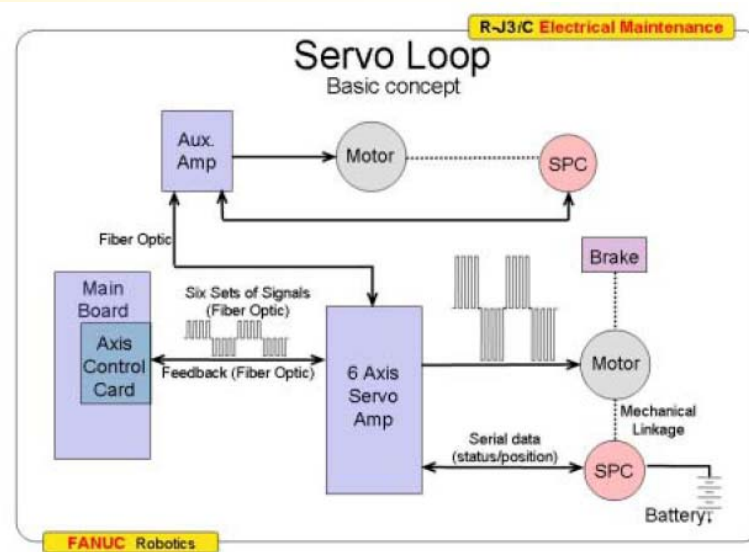 R-J3iC Electrical Maintenance
Servo Loop
Basic concept
Aux.
Amp
Motor
SPC
Fiber Optic
Brake
Main
Board
Six Sets of Signals
(Fiber Optic)
Axis
Control
Card
Feedback (Fiber Optic)
6 Axis
Servo
Amp
Motor
Mechanical
Linkage
Serial data
(status/position)
SPC
Battery
FANUC Robotics